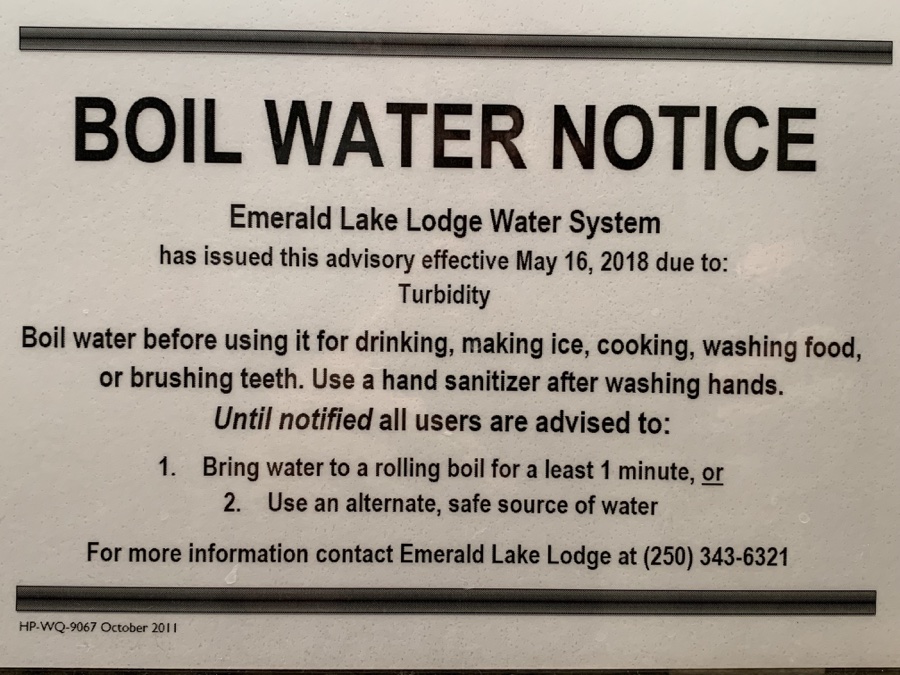 BOIL WATER NOTICE
Emerald Lake Lodge Water System
has issued this advisory effective May 16, 2018 due to:
Turbidity
Boil water before using it for drinking, making ice, cooking, washing food,
or brushing teeth. Use a hand sanitizer after washing hands.
Until notified all users are advised to:
1. Bring water to a rolling boil for a least 1 minute, or
2. Use an alternate, safe source of water
For more information contact Emerald Lake Lodge at (250) 343-6321
HP-WQ-9067 October 2011